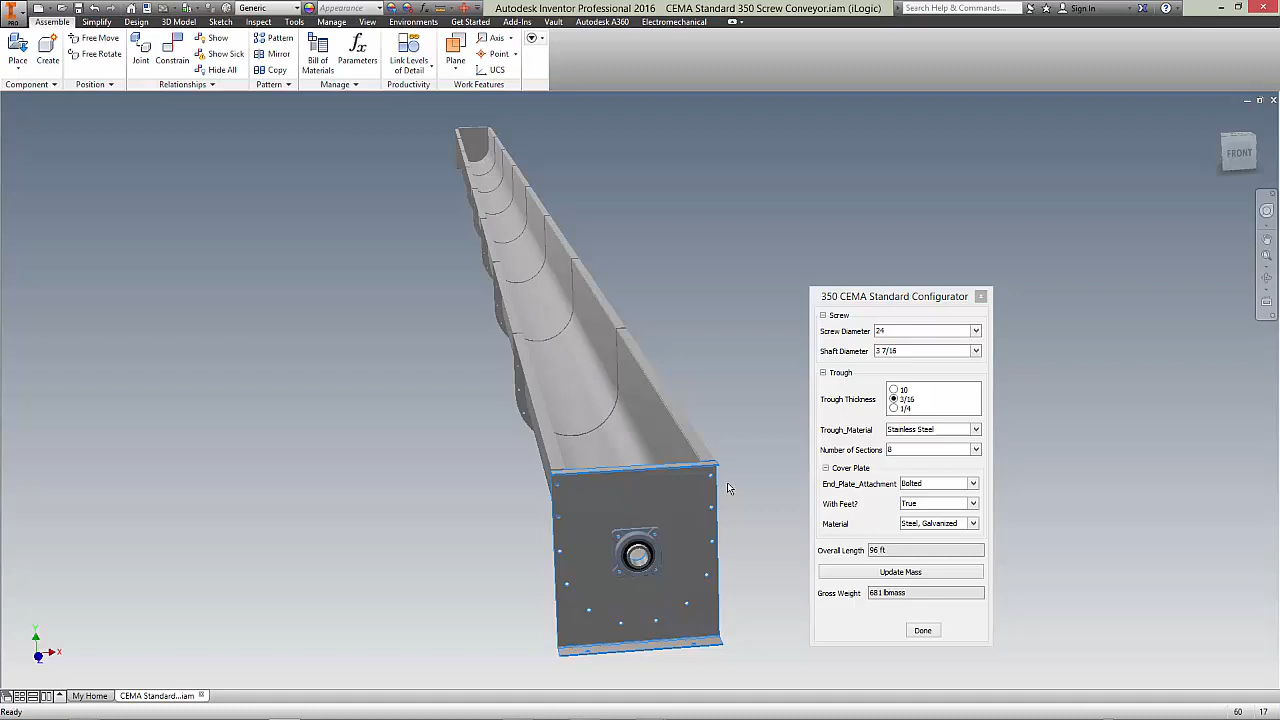 Generic
Appearance
Autodesk Inventor Professional 2016 CEMA Standard 350 Screw Conveyor.iam (iLogic)
Search Help & Commands...
Sign In
PRO
Assemble Simplify Design 3D Model Sketch Inspect Tools Manage View Environments Get Started Add-Ins Vault Autodesk A360 Electromechanical
Free Move
Free Rotate
Show
Show Sick
Hide All
Pattern
Mirror
Copy
Axis
Point
UCS
Place Create Joint Constrain Bill of Materials Parameters Link Levels of Detail Plane
Component Position Relationships Pattern Manage Productivity Work Features
FRONT
350 CEMA Standard Configurator
Screw
Screw Diameter 24
Shaft Diameter 3 7/16
Trough
Trough Thickness
10
3/16
1/4
Trough_Material Stainless Steel
Number of Sections 8
Cover Plate
End_Plate_Attachment Bolted
With Feet? True
Material Steel, Galvanized
Overall Length 96 ft
Update Mass
Gross Weight 681 lbmass
Done
Y
X
Z
My Home CEMA Standard...iam
Ready
60 17